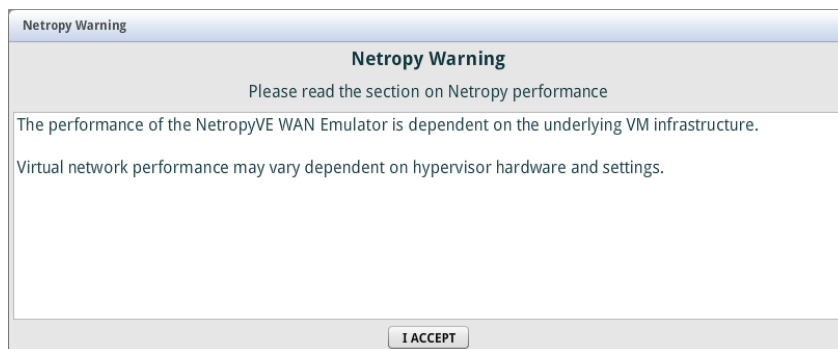 Netropy Warning
Netropy Warning
Please read the section on Netropy performance
The performance of the NetropyVE WAN Emulator is dependent on the underlying VM infrastructure.
Virtual network performance may vary dependent on hypervisor hardware and settings.
I ACCEPT